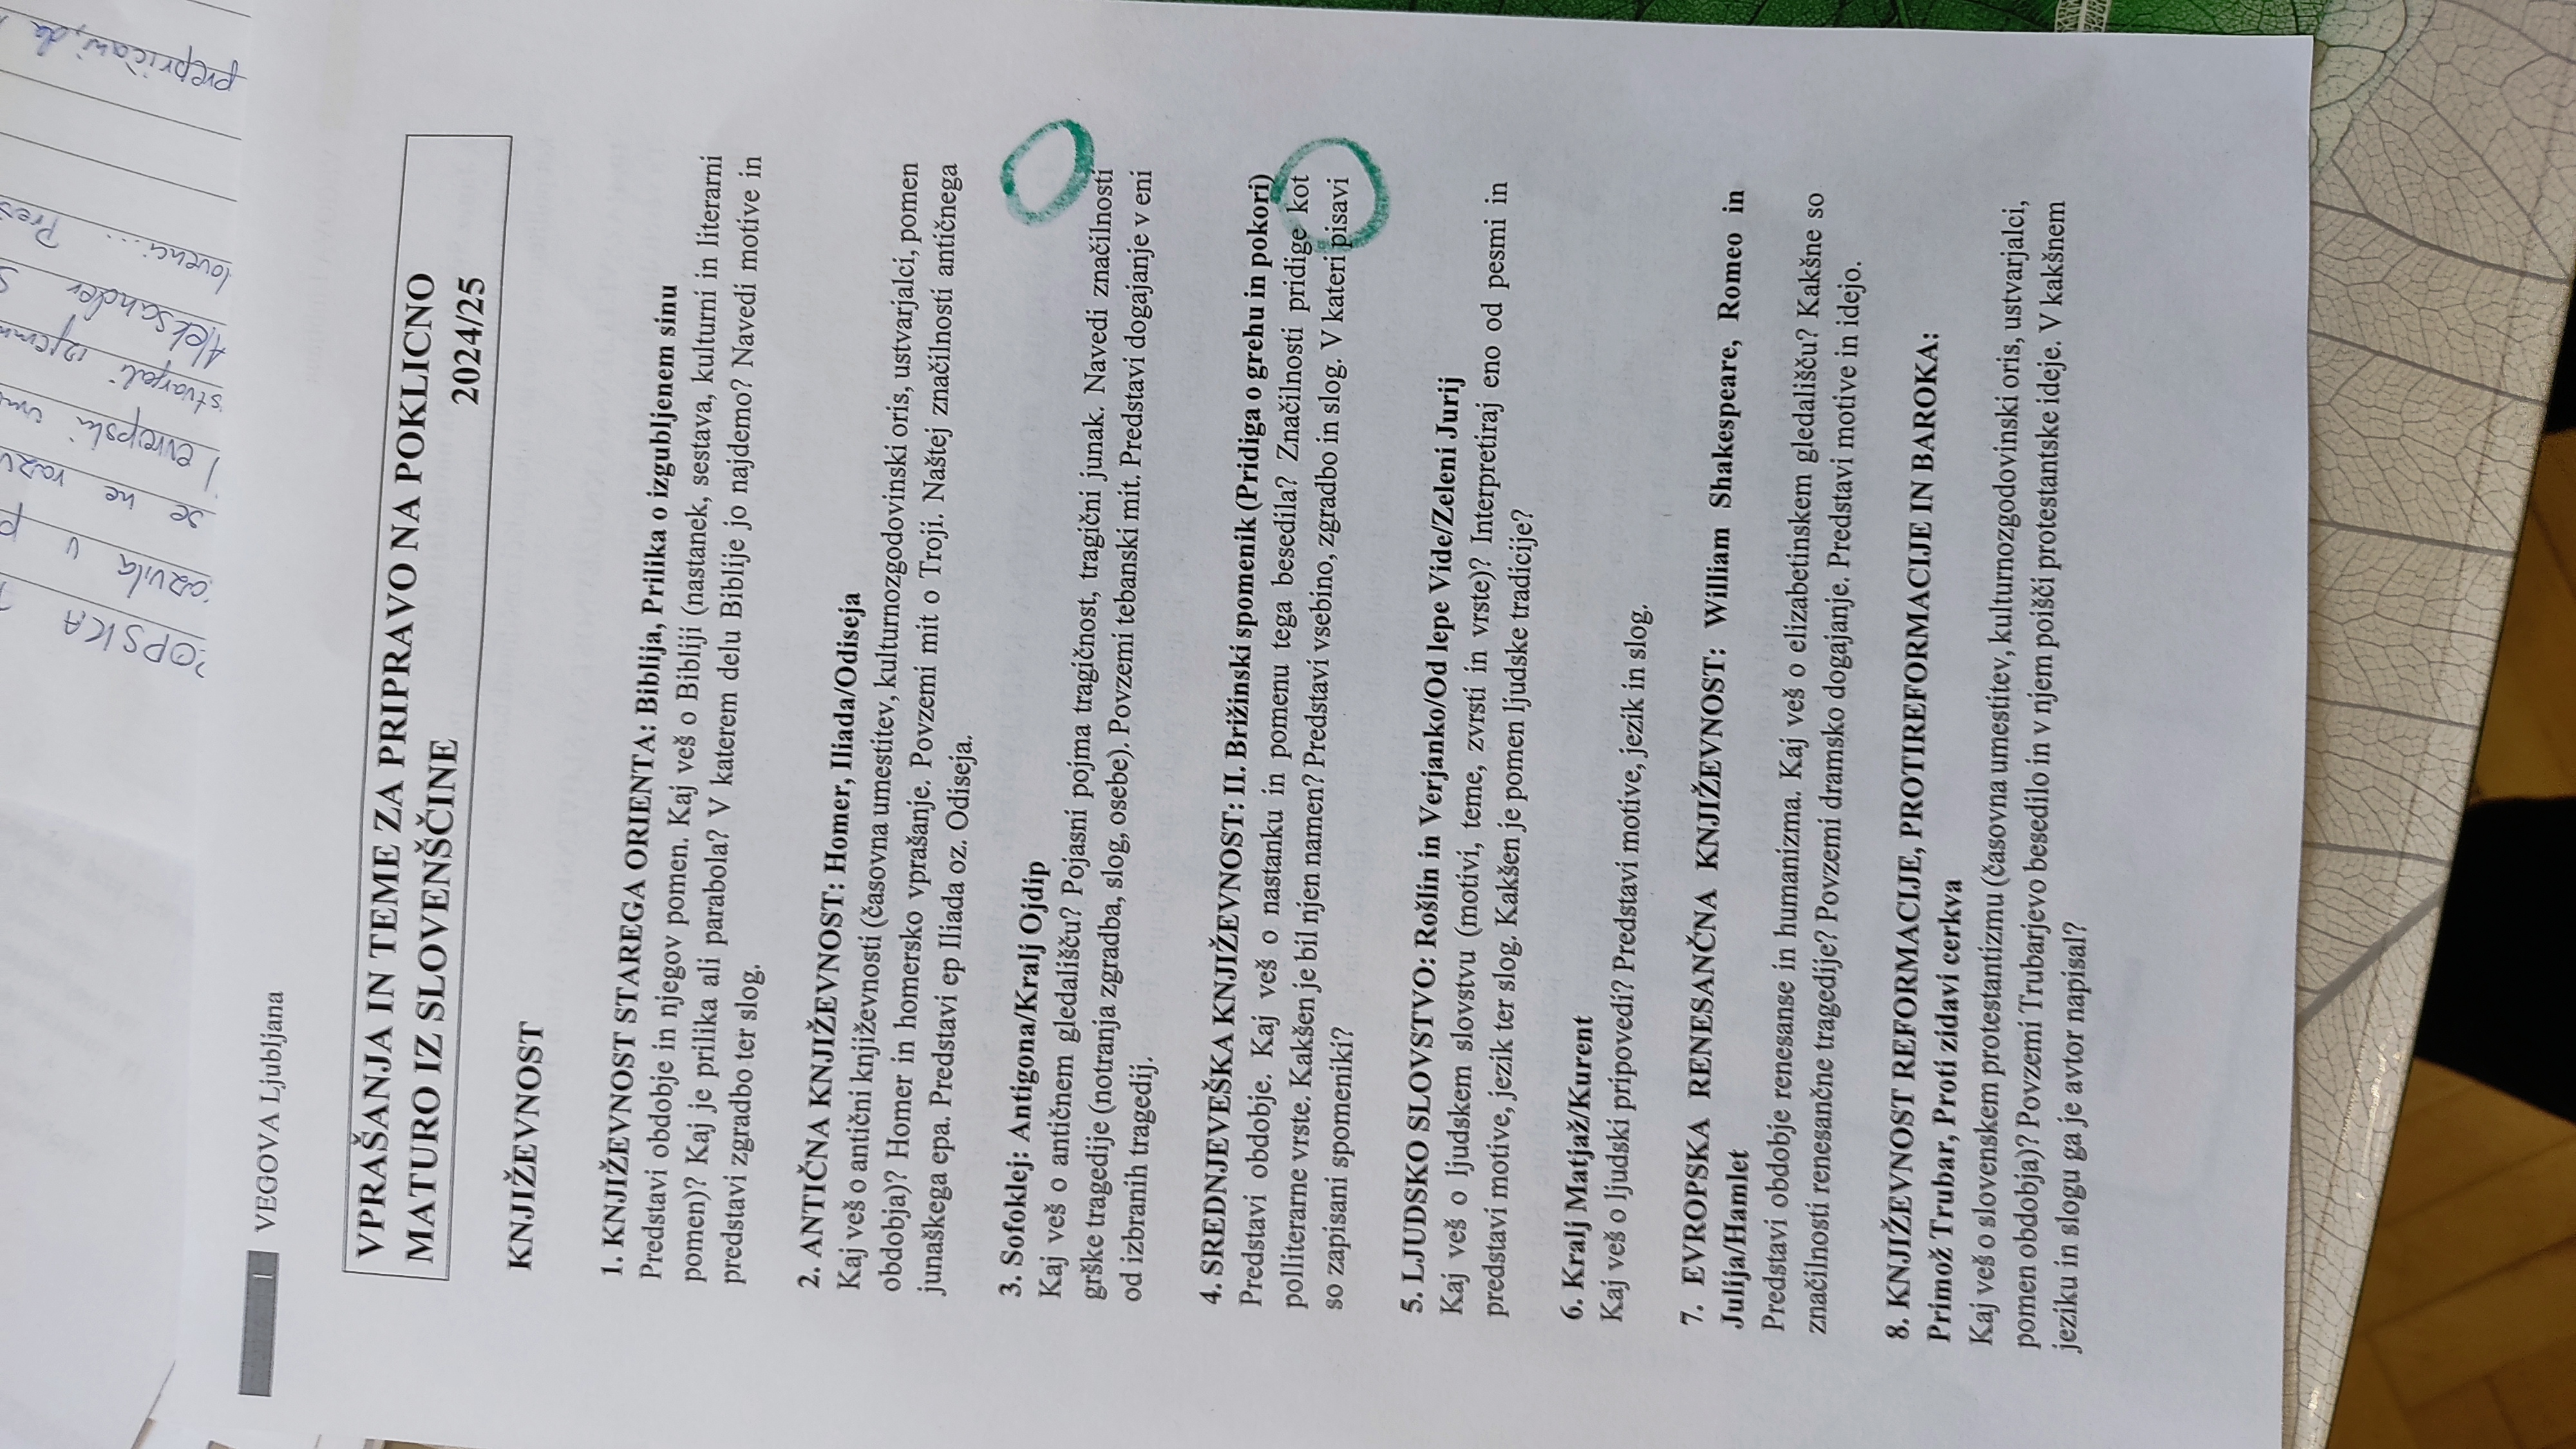 OPSKA
se ne
evropski
Aleksander
prepričani, da
VEGOVA Ljubljana
VPRAŠANJA IN TEME ZA PRIPRAVO NA POKLICNO
MATURO IZ SLOVENŠČINE 2024/25
KNJIŽEVNOST
1. KNJIŽEVNOST STAREGA ORIENTA: Biblija, Prilika o izgubljenem sinu
Predstavi obdobje in njegov pomen. Kaj veš o Bibliji (nastanek, sestava, kulturni in literarni
pomen)? Kaj je prilika ali parabola? V katerem delu Biblije jo najdemo? Navedi motive in
predstavi zgradbo ter slog.
2. ANTIČNA KNJIŽEVNOST: Homer, Iliada/Odiseja
Kaj veš o antični književnosti (časovna umestitev, kulturnozgodovinski oris, ustvarjalci, pomen
obdobja)? Homer in homersko vprašanje. Povzemi mit o Troji. Naštej značilnosti antičnega
junaškega epa. Predstavi ep Iliada oz. Odiseja.
3. Sofoklej: Antigona/Kralj Ojdip
Kaj veš o antičnem gledališču? Pojasni pojma tragičnost, tragični junak. Navedi značilnosti
grške tragedije (notranja zgradba, slog, osebe). Povzemi tebanski mit. Predstavi dogajanje v eni
od izbranih tragedij.
4. SREDNJEVEŠKA KNJIŽEVNOST: II. Brižinski spomenik (Pridiga o grehu in pokori)
Predstavi obdobje. Kaj veš o nastanku in pomenu tega besedila? Značilnosti pridige kot
polliterarne vrste. Kakšen je bil njen namen? Predstavi vsebino, zgradbo in slog. V kateri pisavi
so zapisani spomeniki?
5. LJUDSKO SLOVSTVO: Rošlin in Verjanko/Od lepe Vide/Zeleni Jurij
Kaj veš o ljudskem slovstvu (motivi, teme, zvrsti in vrste)? Interpretiraj eno od pesmi in
predstavi motive, jezik ter slog. Kakšen je pomen ljudske tradicije?
6. Kralj Matjaž/Kurent
Kaj veš o ljudski pripovedi? Predstavi motive, jezik in slog.
7. EVROPSKA RENESANČNA KNJIŽEVNOST: William Shakespeare, Romeo in
Julija/Hamlet
Predstavi obdobje renesanse in humanizma. Kaj veš o elizabetinskem gledališču? Kakšne so
značilnosti renesančne tragedije? Povzemi dramsko dogajanje. Predstavi motive in idejo.
8. KNJIŽEVNOST REFORMACIJE, PROTIREFORMACIJE IN BAROKA:
Primož Trubar, Proti zidavi cerkva
Kaj veš o slovenskem protestantizmu (časovna umestitev, kulturnozgodovinski oris, ustvarjalci,
pomen obdobja)? Povzemi Trubarjevo besedilo in v njem poišči protestantske ideje. V kakšnem
jeziku in slogu ga je avtor napisal?